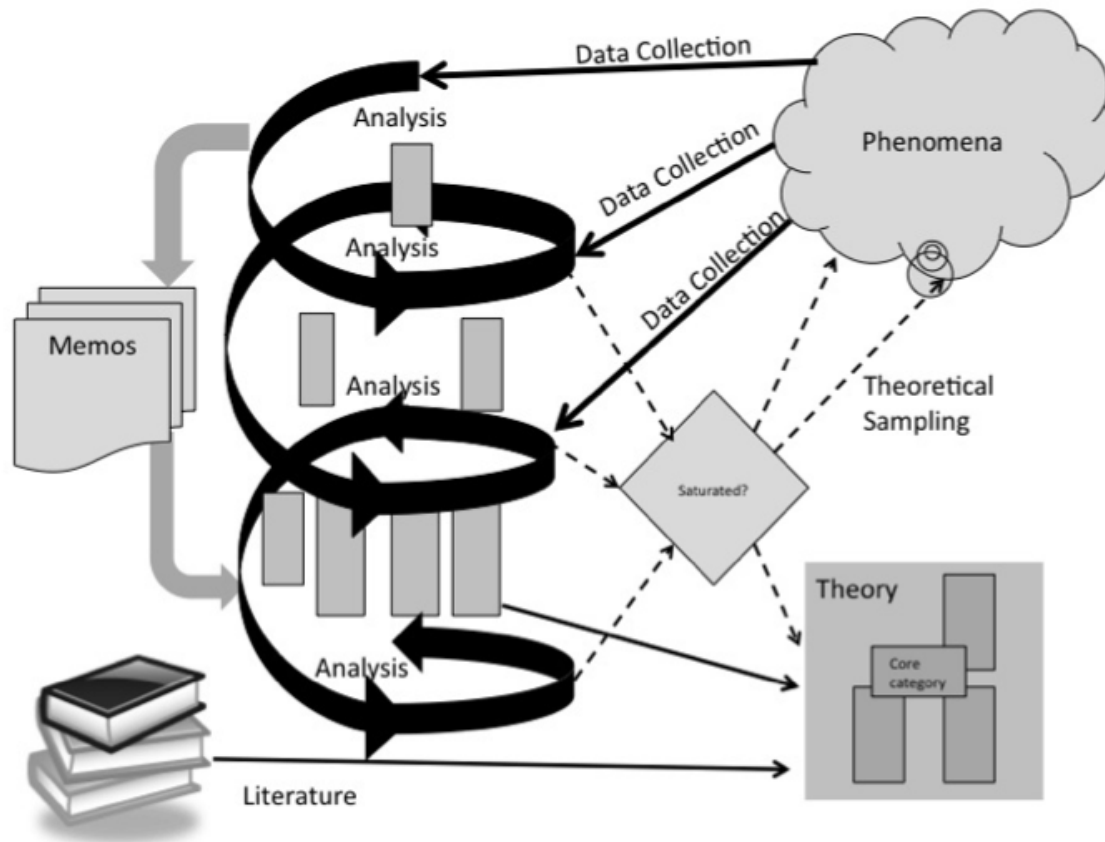 Data Collection
Analysis
Phenomena
Data Collection
Analysis
Data Collection
Memos
Analysis
Theoretical
Sampling
Saturated?
Theory
Core
category
Analysis
Literature